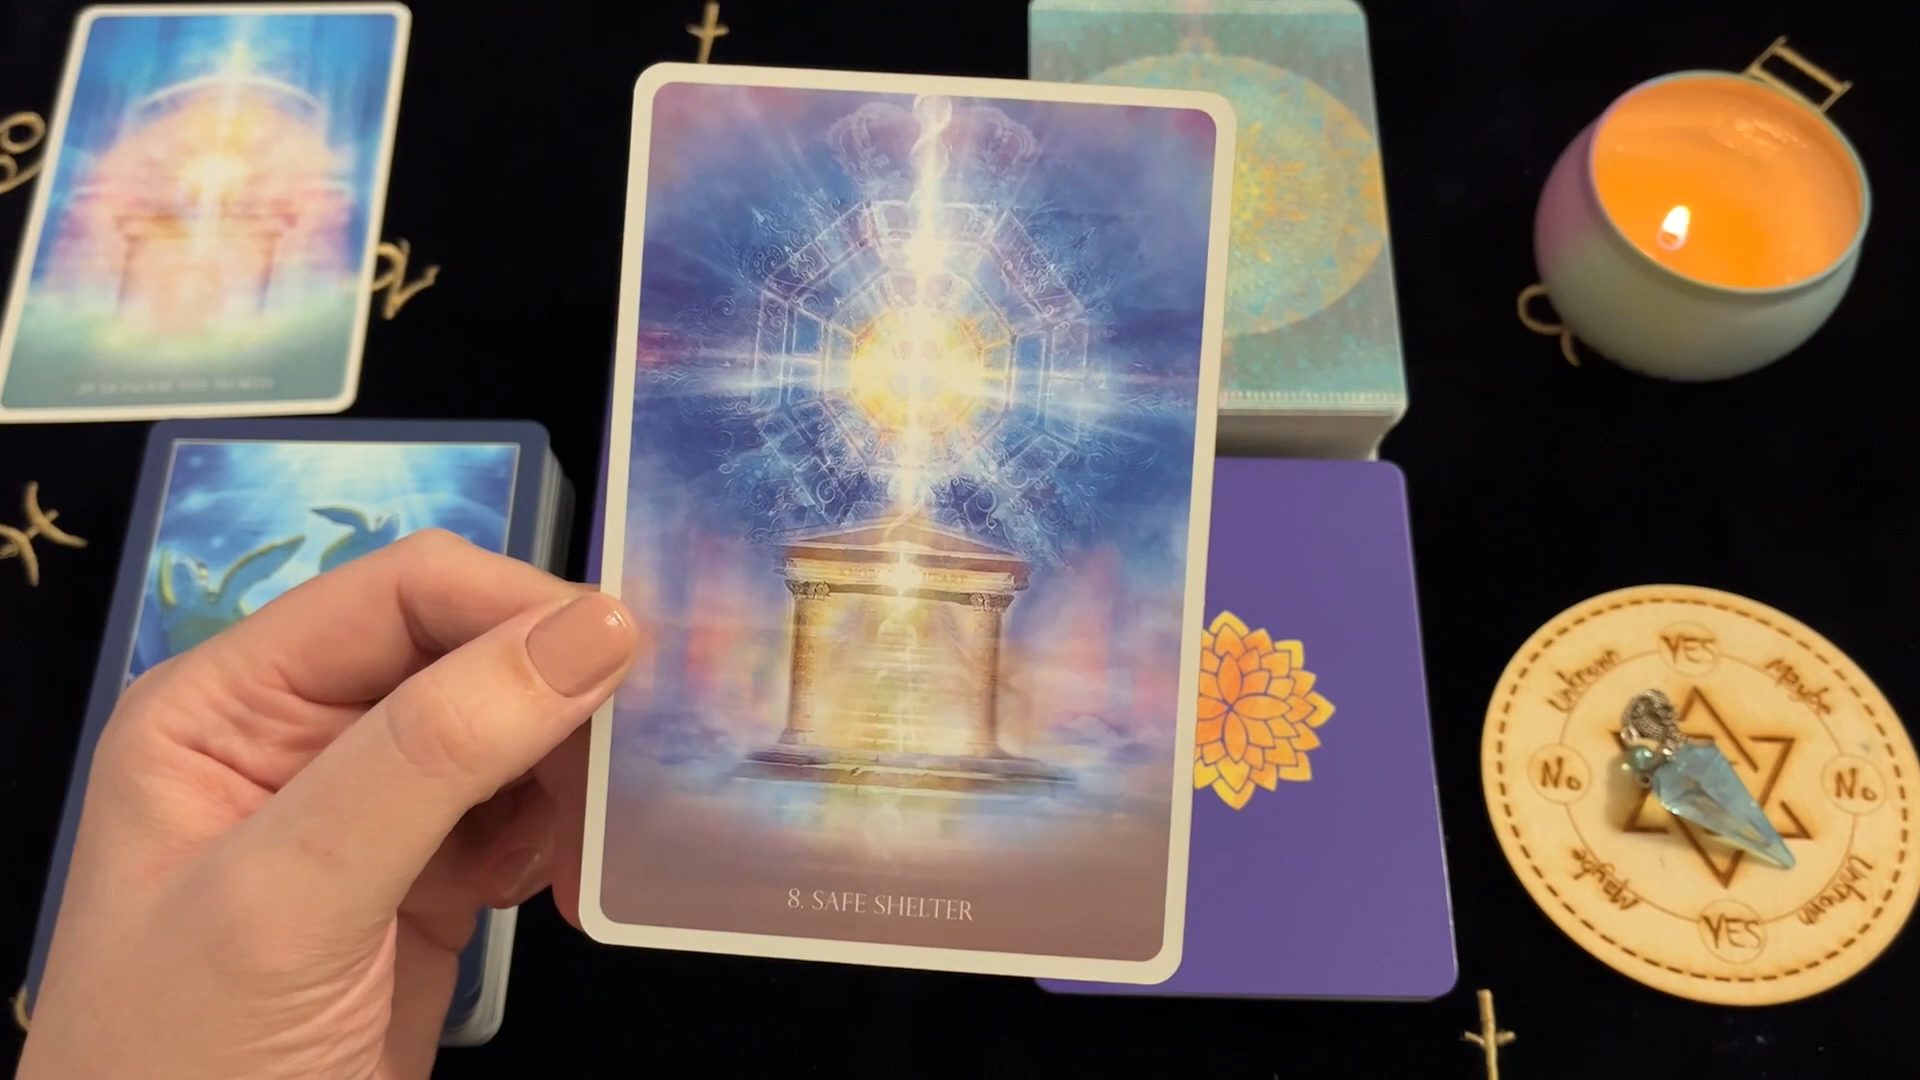 8. SAFE SHELTER
YES
Maybe
No
Unknown
YES
Maybe
No
Unknown